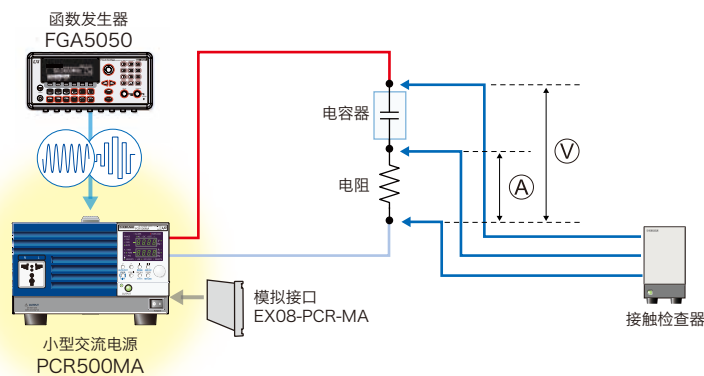 函数发生器
FGA5050
电容器
电阻
V
A
模拟接口
EX08-PCR-MA
接触检查器
小型交流电源
PCR500MA